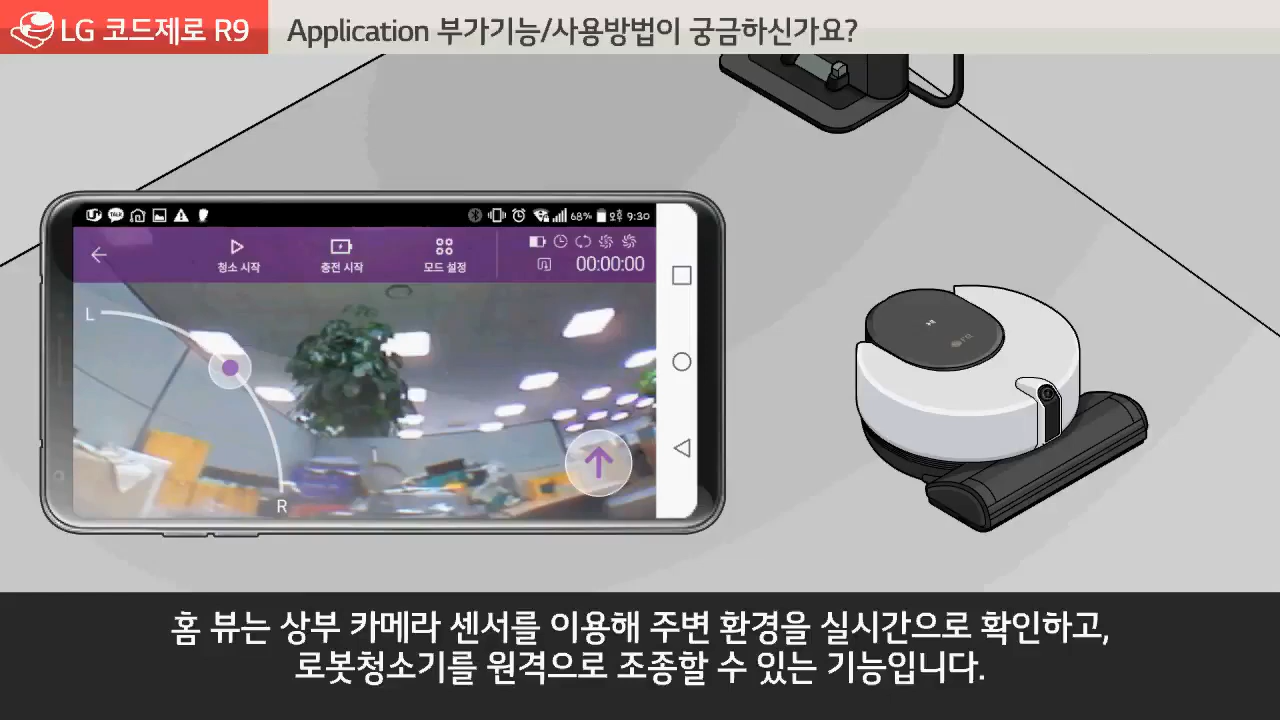 LG 코드제로 R9
Application 부가기능/사용방법이 궁금하신가요?
TALK
68% 오후 9:30
청소 시작
충전 시작
모드 설정
00:00:00
L
R
홈 뷰는 상부 카메라 센서를 이용해 주변 환경을 실시간으로 확인하고,
로봇청소기를 원격으로 조종할 수 있는 기능입니다.